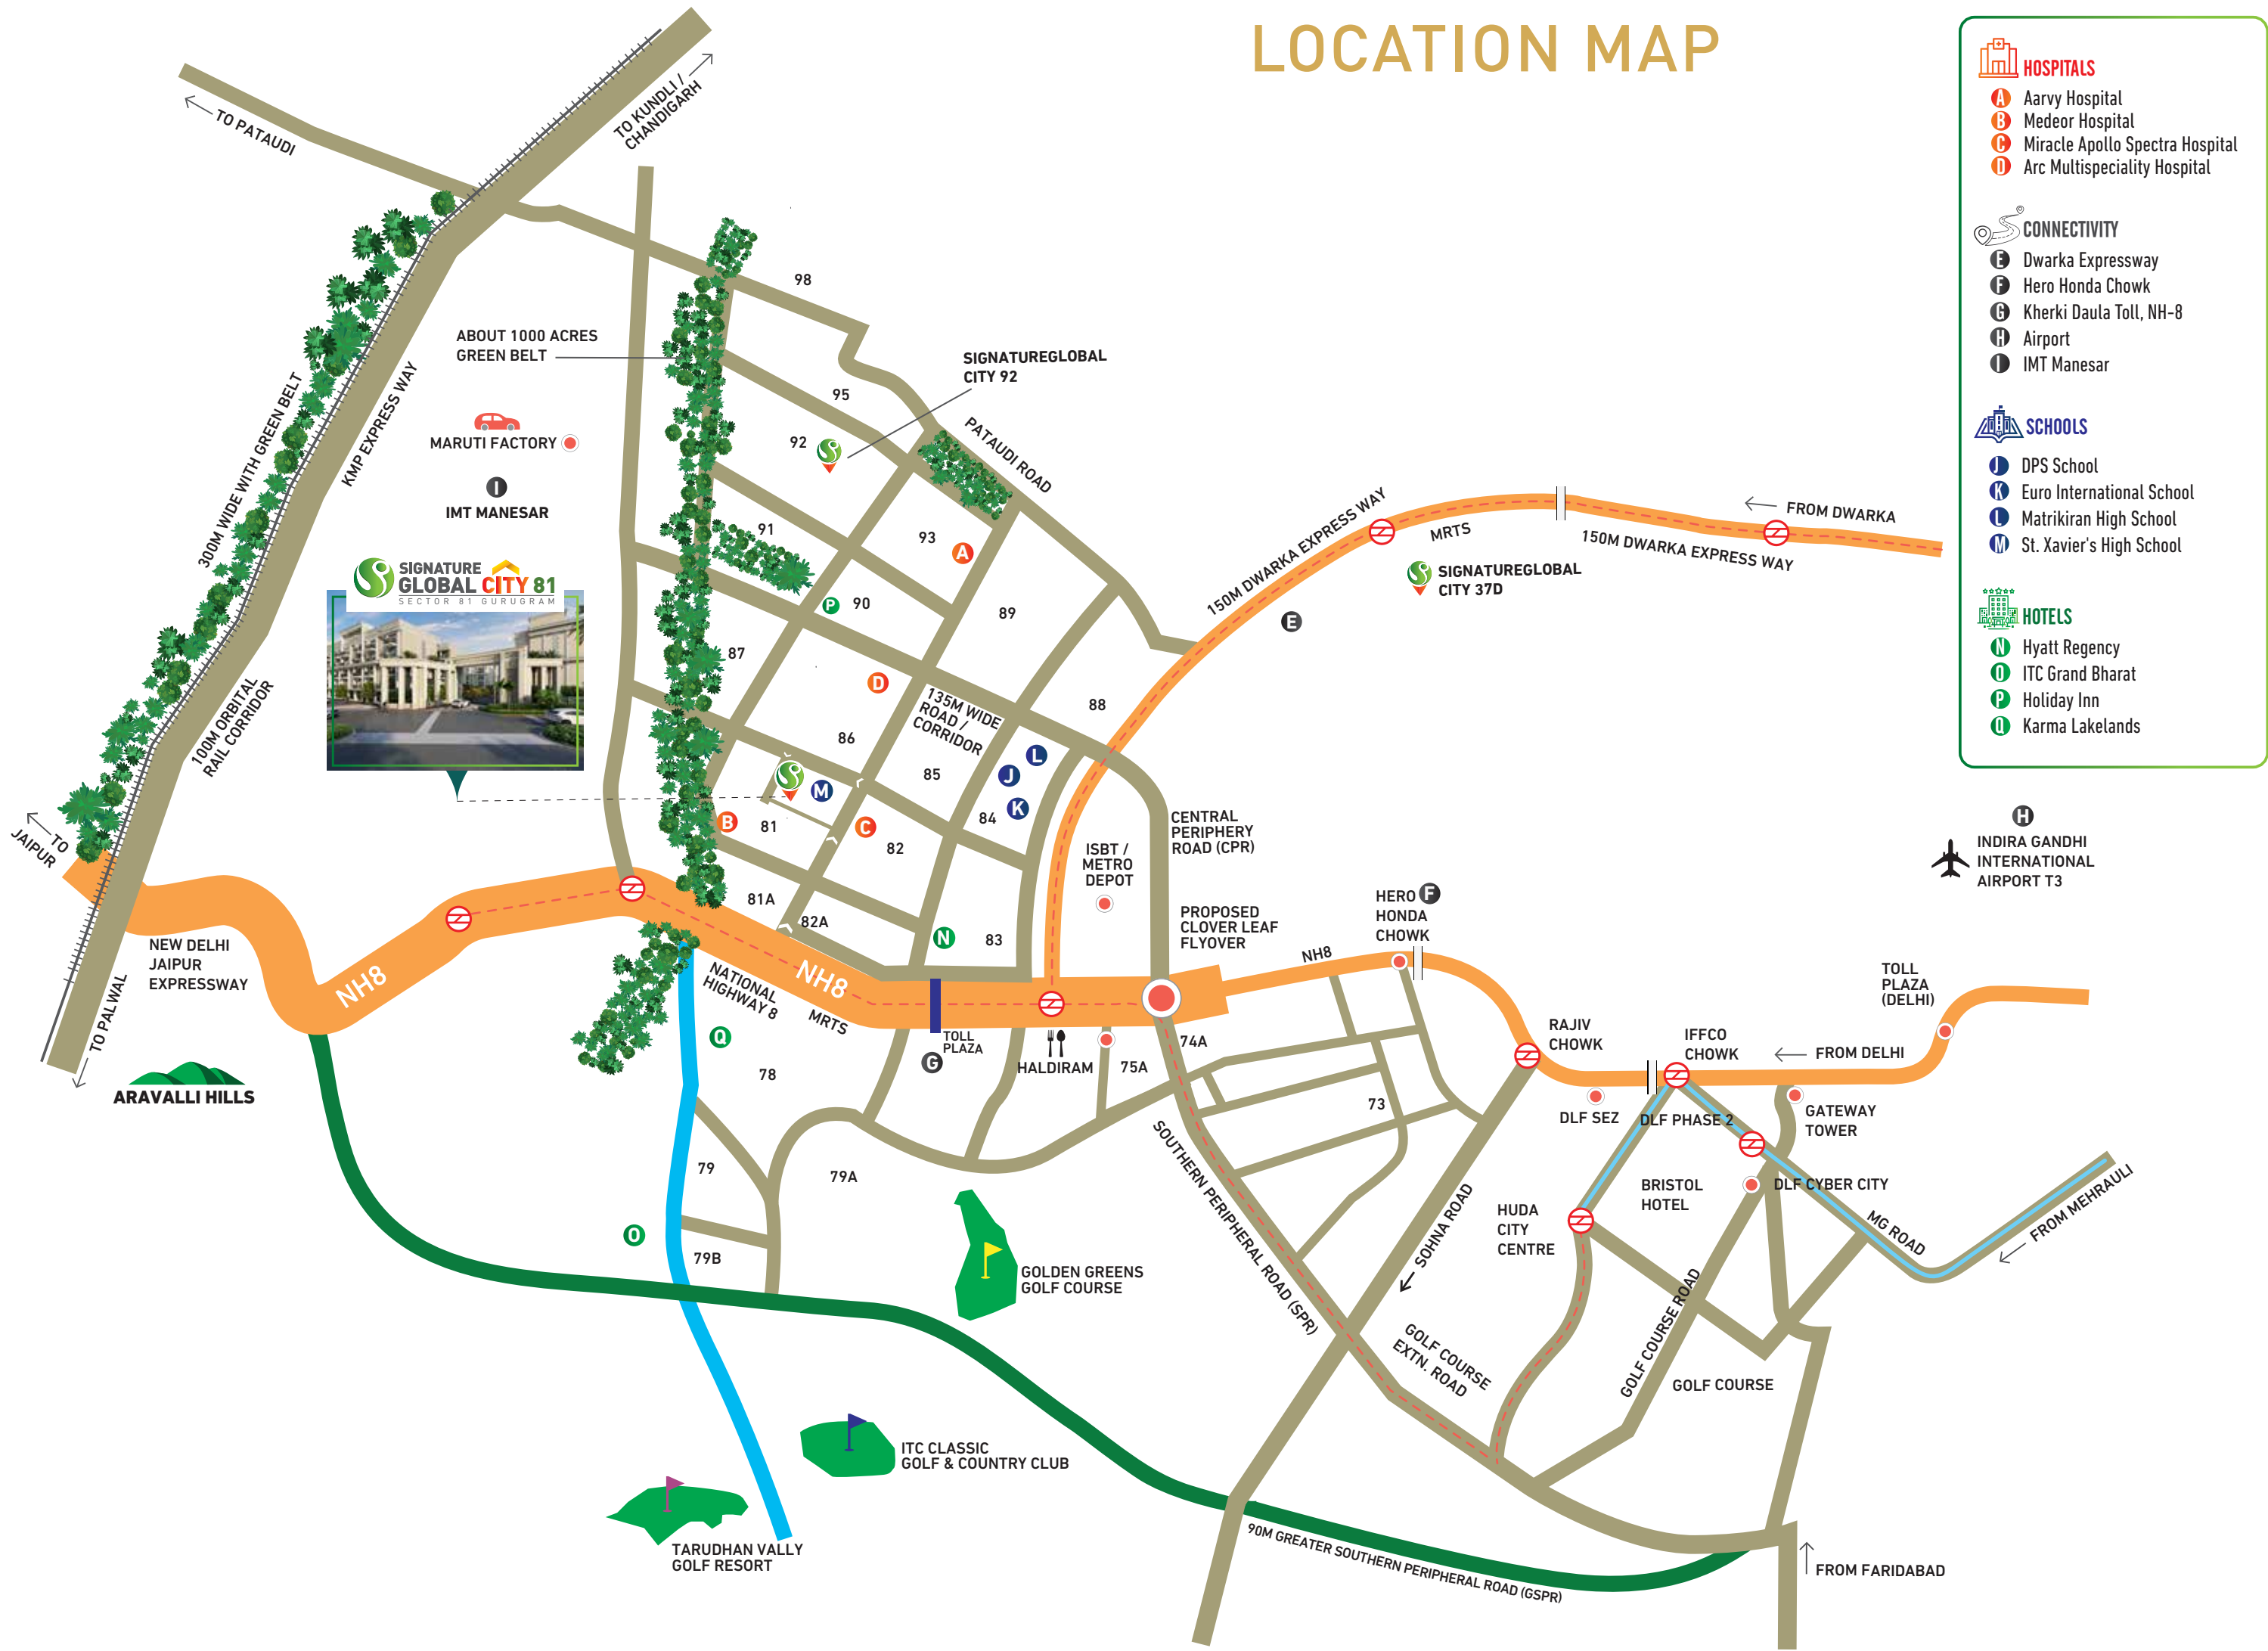 LOCATION MAP
HOSPITALS
A Aarvy Hospital
B Medeor Hospital
C Miracle Apollo Spectra Hospital
D Arc Multispeciality Hospital
CONNECTIVITY
E Dwarka Expressway
F Hero Honda Chowk
G Kherki Daula Toll, NH-8
H Airport
I IMT Manesar
SCHOOLS
J DPS School
K Euro International School
L Matrikiran High School
M St. Xavier's High School
HOTELS
N Hyatt Regency
O ITC Grand Bharat
P Holiday Inn
Q Karma Lakelands
TO PATAUDI
TO KUNDLI /
CHANDIGARH
98
ABOUT 1000 ACRES
GREEN BELT
SIGNATUREGLOBAL
CITY 92
95
92
PATAUDI ROAD
300M WIDE WITH GREEN BELT
KMP EXPRESS WAY
MARUTI FACTORY
I
IMT MANESAR
91
93
A
150M DWARKA EXPRESS WAY
MRTS
FROM DWARKA
150M DWARKA EXPRESS WAY
SIGNATUREGLOBAL
CITY 37D
E
SIGNATURE
GLOBAL CITY 81
SECTOR 81 GURUGRAM
P
90
89
87
D
135M WIDE
ROAD /
CORRIDOR
88
100M ORBITAL
RAIL CORRIDOR
86
85
L
J
K
84
M
B
81
C
82
CENTRAL
PERIPHERY
ROAD (CPR)
ISBT /
METRO
DEPOT
H
INDIRA GANDHI
INTERNATIONAL
AIRPORT T3
TO
JAIPUR
81A
82A
N
83
PROPOSED
CLOVER LEAF
FLYOVER
HERO F
HONDA
CHOWK
NH8
NEW DELHI
JAIPUR
EXPRESSWAY
NH8
NATIONAL
HIGHWAY 8
NH8
MRTS
TO PALWAL
TOLL
PLAZA
(DELHI)
Q
TOLL
PLAZA
G
HALDIRAM
75A
74A
RAJIV
CHOWK
IFFCO
CHOWK
FROM DELHI
ARAVALLI HILLS
78
73
DLF SEZ
DLF PHASE 2
GATEWAY
TOWER
79
79A
SOUTHERN PERIPHERAL ROAD (SPR)
SOHNA ROAD
HUDA
CITY
CENTRE
BRISTOL
HOTEL
DLF CYBER CITY
MG ROAD
FROM MEHRAULI
O
79B
GOLDEN GREENS
GOLF COURSE
GOLF COURSE
EXTN. ROAD
GOLF COURSE ROAD
GOLF COURSE
ITC CLASSIC
GOLF & COUNTRY CLUB
TARUDHAN VALLY
GOLF RESORT
90M GREATER SOUTHERN PERIPHERAL ROAD (GSPR)
FROM FARIDABAD